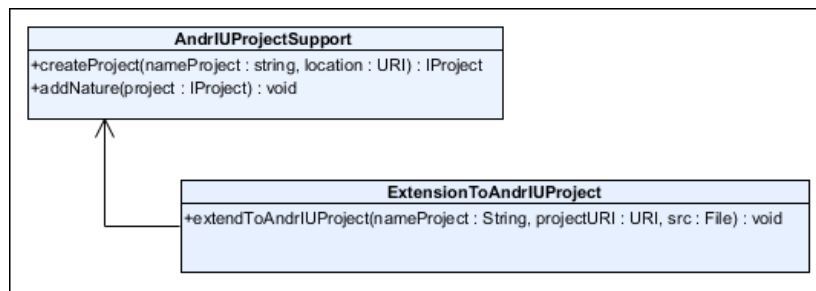 AndrIUProjectSupport
+createProject(nameProject : string, location : URI) : IProject
+addNature(project : IProject) : void
ExtensionToAndrIUProject
+extendToAndrIUProject(nameProject : String, projectURI : URI, src : File) : void